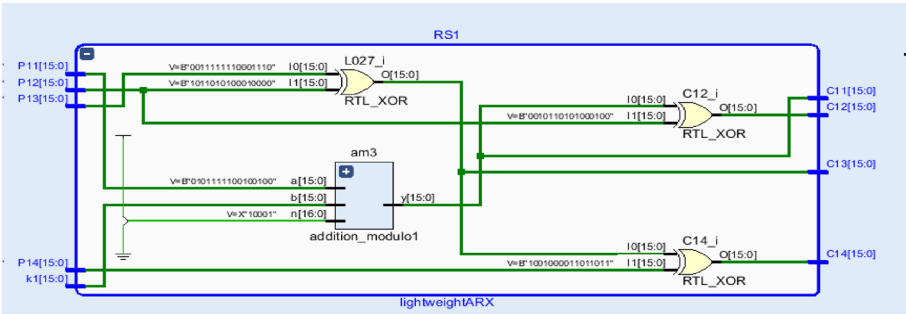 RS1
P11[15:0]
P12[15:0]
P13[15:0]
V=B"0011111110001110" I0[15:0]
V=B"1011010100010000" I1[15:0]
L027_i
O[15:0]
RTL_XOR
C12_i
I0[15:0]
V=B"0010110101000100" I1[15:0]
O[15:0]
RTL_XOR
C11[15:0]
C12[15:0]
C13[15:0]
am3
V=B"0101111100100100" a[15:0]
b[15:0]
V=X"10001" n[16:0]
y[15:0]
addition_modulo1
P14[15:0]
k1[15:0]
C14_i
I0[15:0]
V=B"1001000011011011" I1[15:0]
O[15:0]
RTL_XOR
C14[15:0]
lightweightARX